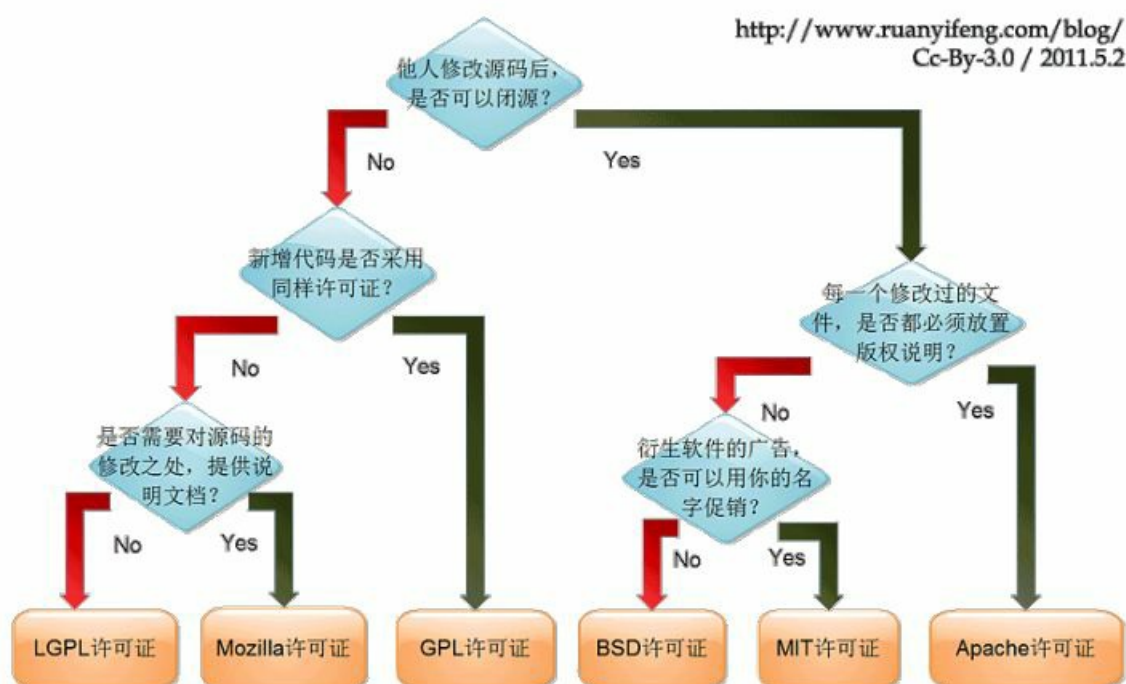 http://www.ruanyifeng.com/blog/
Cc-By-3.0 / 2011.5.2
他人修改源码后，
是否可以闭源？
No
Yes
新增代码是否采用
同样许可证？
每一个修改过的文
件，是否都必须放置
版权说明？
No
Yes
No
Yes
是否需要对源码的
修改之处，提供说
明文档？
衍生软件的广告，
是否可以用你的名
字促销？
No
Yes
No
Yes
LGPL许可证
Mozilla许可证
GPL许可证
BSD许可证
MIT许可证
Apache许可证